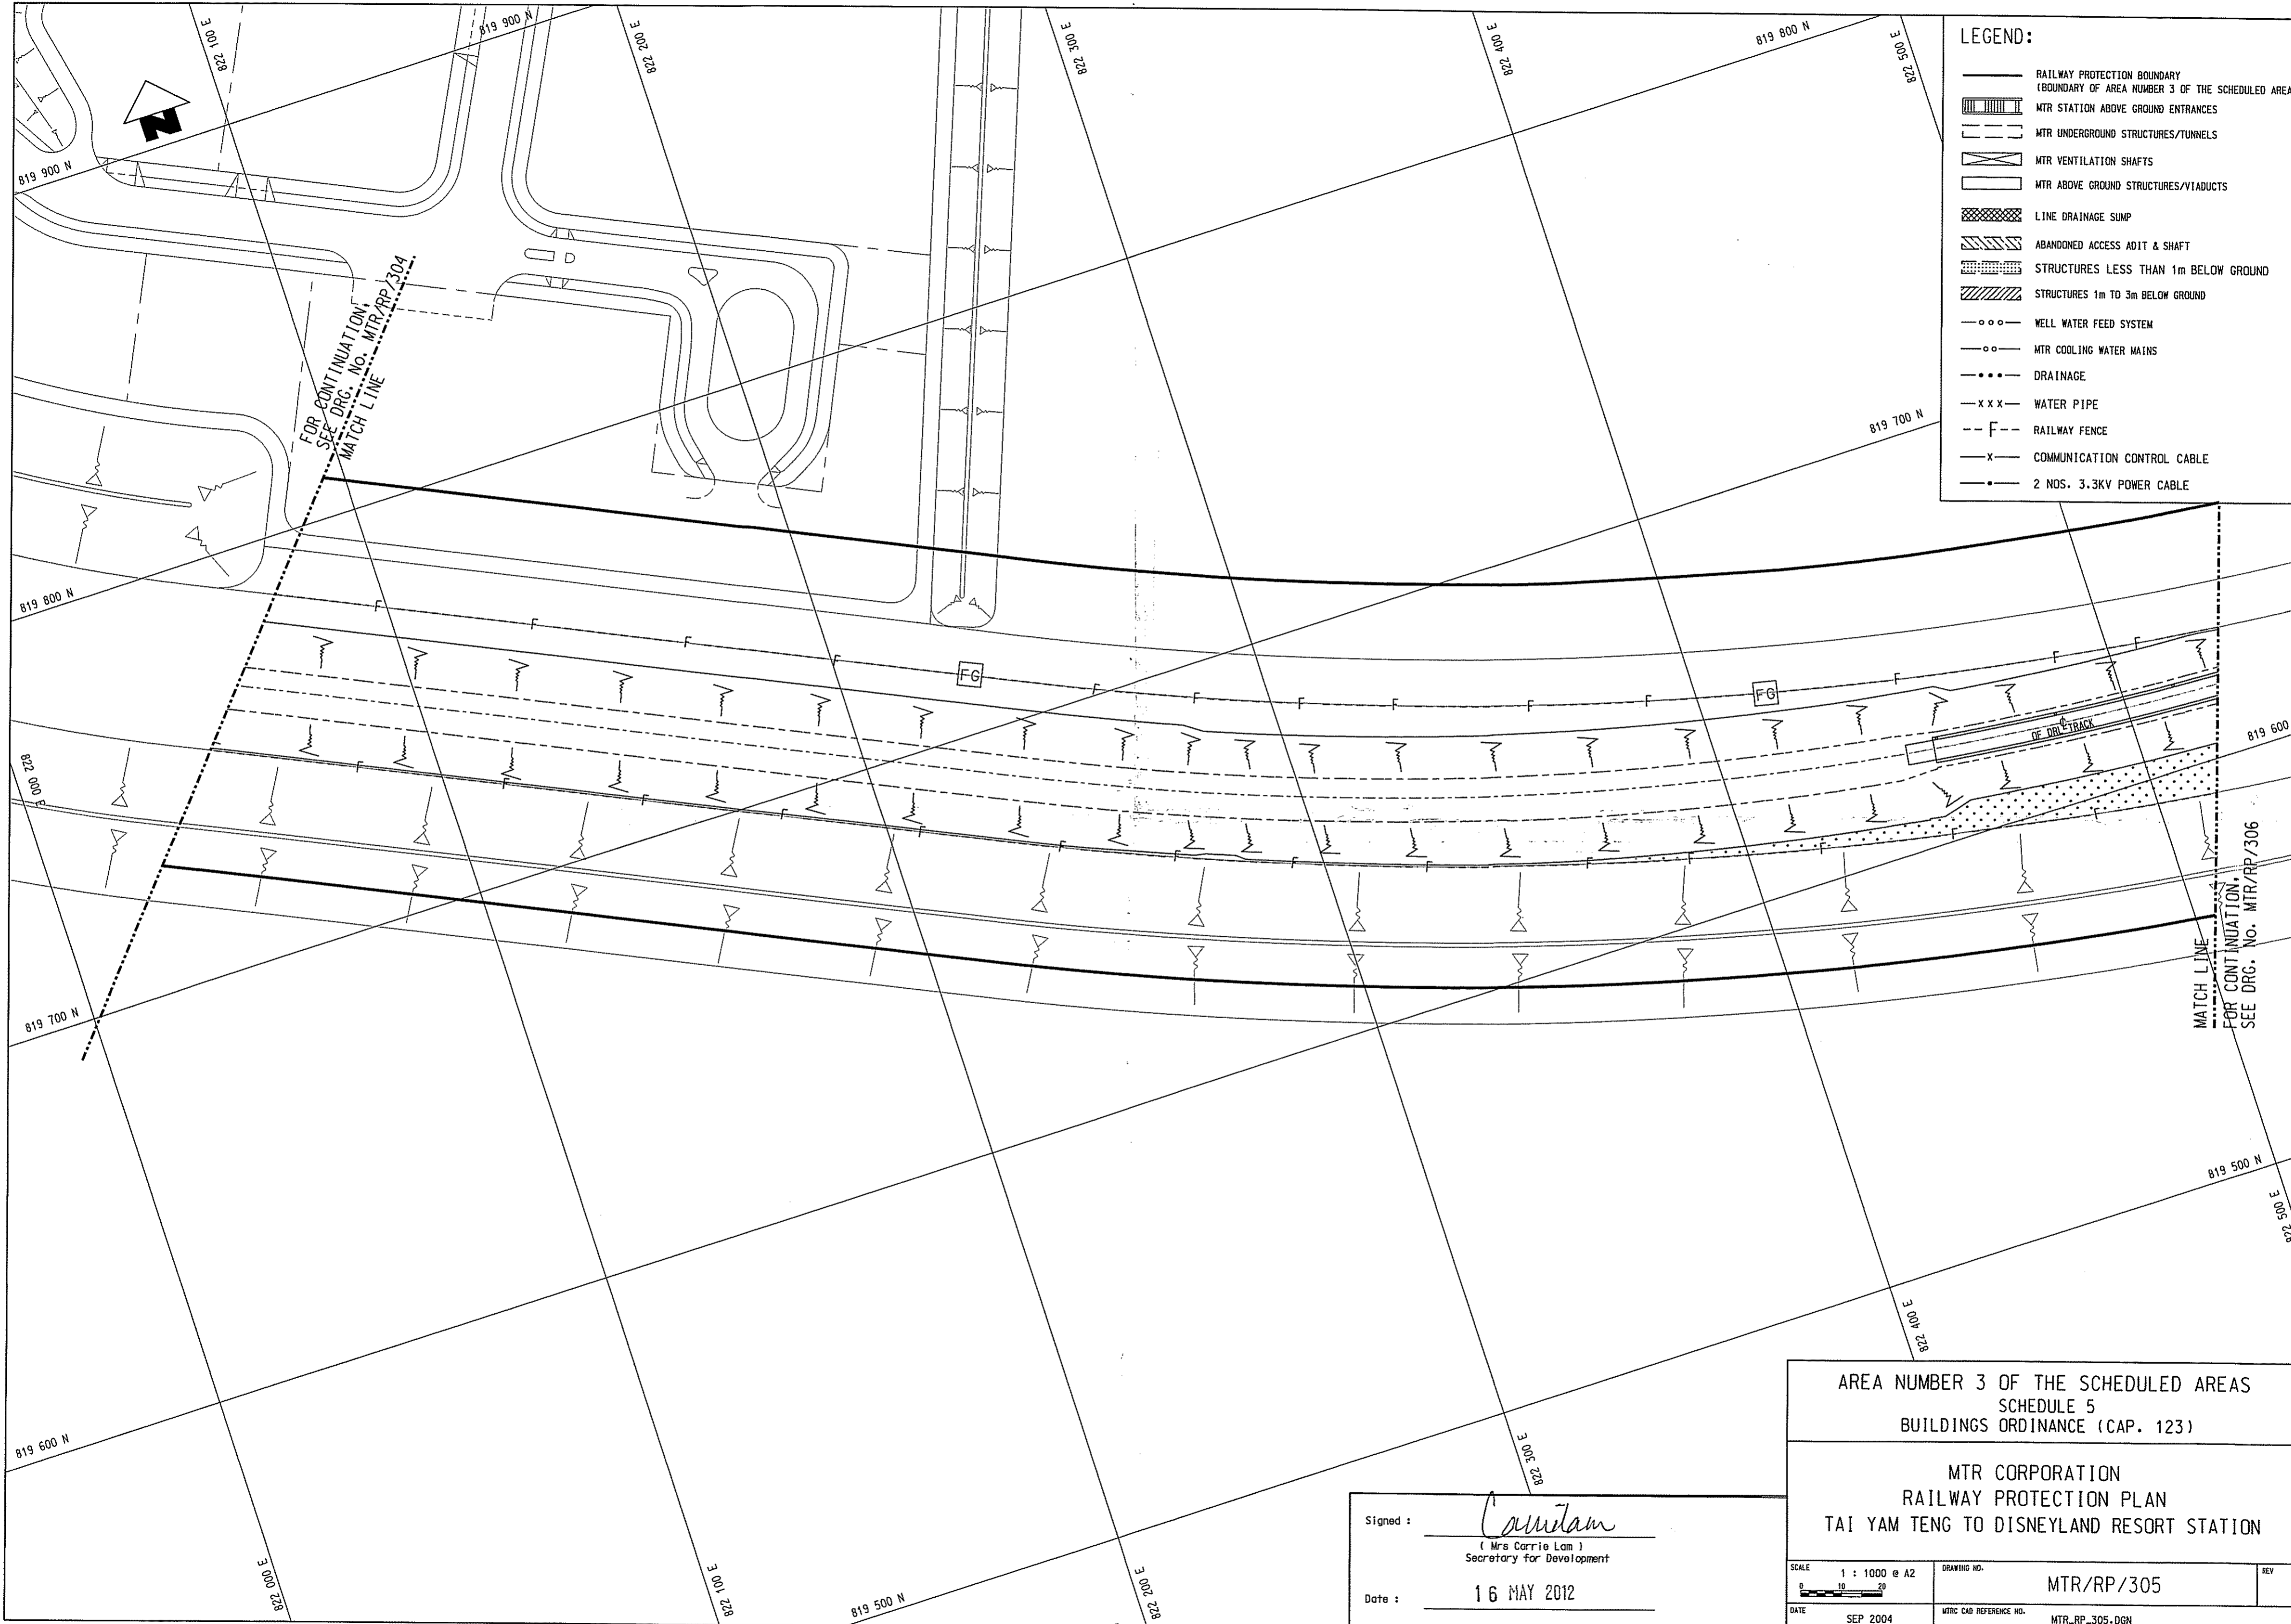 822 100 E
819 900 N
822 200 E
822 300 E
822 400 E
819 800 N
822 500 E
LEGEND:
RAILWAY PROTECTION BOUNDARY
(BOUNDARY OF AREA NUMBER 3 OF THE SCHEDULED AREA
MTR STATION ABOVE GROUND ENTRANCES
MTR UNDERGROUND STRUCTURES/TUNNELS
MTR VENTILATION SHAFTS
MTR ABOVE GROUND STRUCTURES/VIADUCTS
LINE DRAINAGE SUMP
ABANDONED ACCESS ADIT & SHAFT
STRUCTURES LESS THAN 1m BELOW GROUND
STRUCTURES 1m TO 3m BELOW GROUND
WELL WATER FEED SYSTEM
MTR COOLING WATER MAINS
DRAINAGE
X X X WATER PIPE
F RAILWAY FENCE
X COMMUNICATION CONTROL CABLE
2 NOS. 3.3KV POWER CABLE
N
819 900 N
FOR CONTINUATION,
SEE DRG. No. MTR/RP/304
MATCH LINE
819 700 N
819 800 N
F F F F FG F F F F F F FG F F F
OF DRL TRACK
819 600
822 000 E
F F F F F F F F F F F F F
MATCH LINE
FOR CONTINUATION,
SEE DRG. No. MTR/RP/306
819 700 N
819 500 N
822 500 E
822 400 E
819 600 N
822 300 E
822 000 E
822 100 E
819 500 N
822 200 E
Signed :
( Mrs Carrie Lam )
Secretary for Development
Date : 16 MAY 2012
AREA NUMBER 3 OF THE SCHEDULED AREAS
SCHEDULE 5
BUILDINGS ORDINANCE (CAP. 123)
MTR CORPORATION
RAILWAY PROTECTION PLAN
TAI YAM TENG TO DISNEYLAND RESORT STATION
SCALE 1 : 1000 @ A2
0 10 20
DRAWING NO. MTR/RP/305
REV
DATE SEP 2004
MTRC CAD REFERENCE NO. MTR_RP_305.DGN